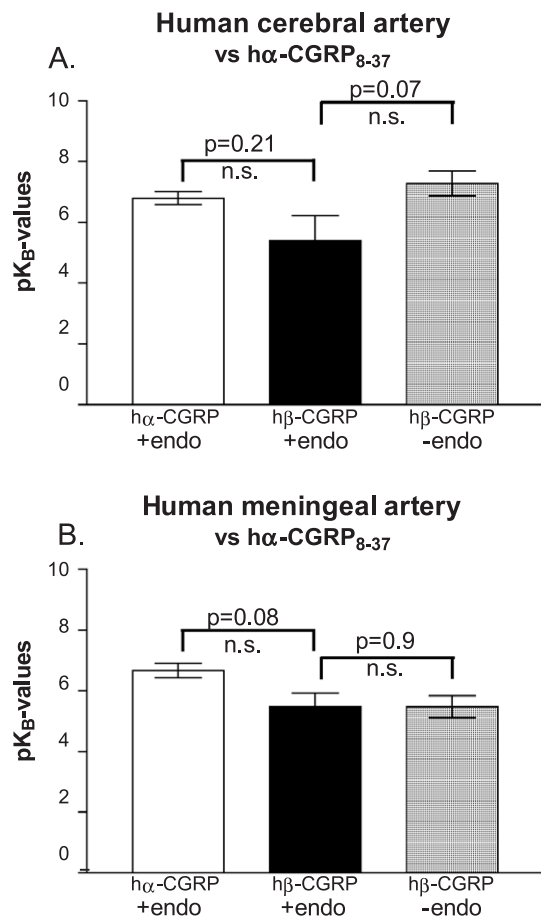 Human cerebral artery
A. vs hα-CGRP8-37
10
8
6
4
2
0
pKB-values
p=0.21
n.s.
p=0.07
n.s.
hα-CGRP hβ-CGRP hβ-CGRP
+endo +endo -endo
Human meningeal artery
B. vs hα-CGRP8-37
10
8
6
4
2
0
pKB-values
p=0.08
n.s.
p=0.9
n.s.
hα-CGRP hβ-CGRP hβ-CGRP
+endo +endo -endo